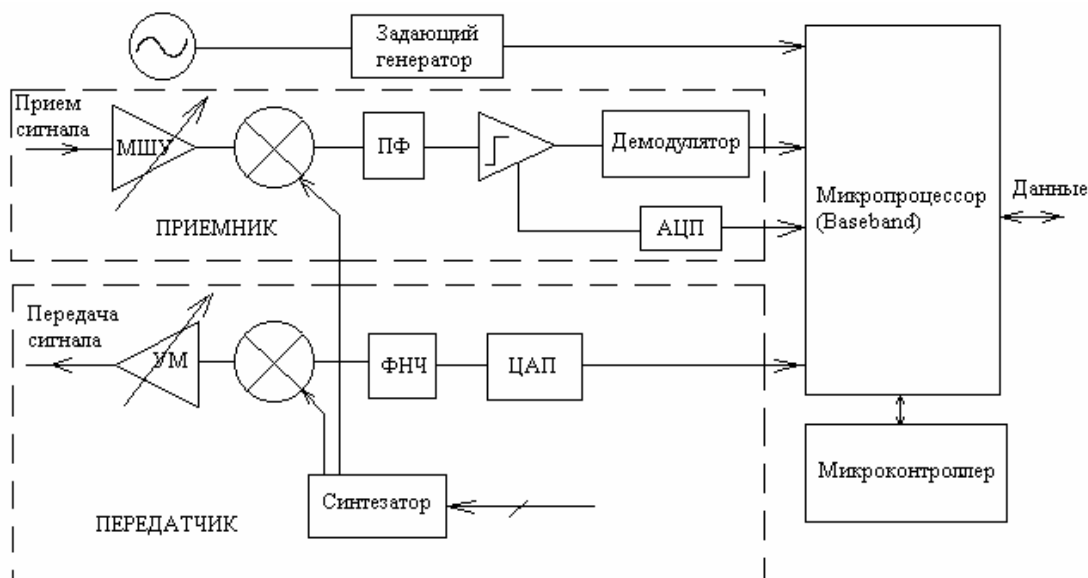 Задающий
генератор
Прием
сигнала
МШУ
ПФ
Демодулятор
АЦП
ПРИЕМНИК
Микропроцессор
(Baseband)
Данные
Передача
сигнала
УМ
ФНЧ
ЦАП
Синтезатор
ПЕРЕДАТЧИК
Микроконтроллер